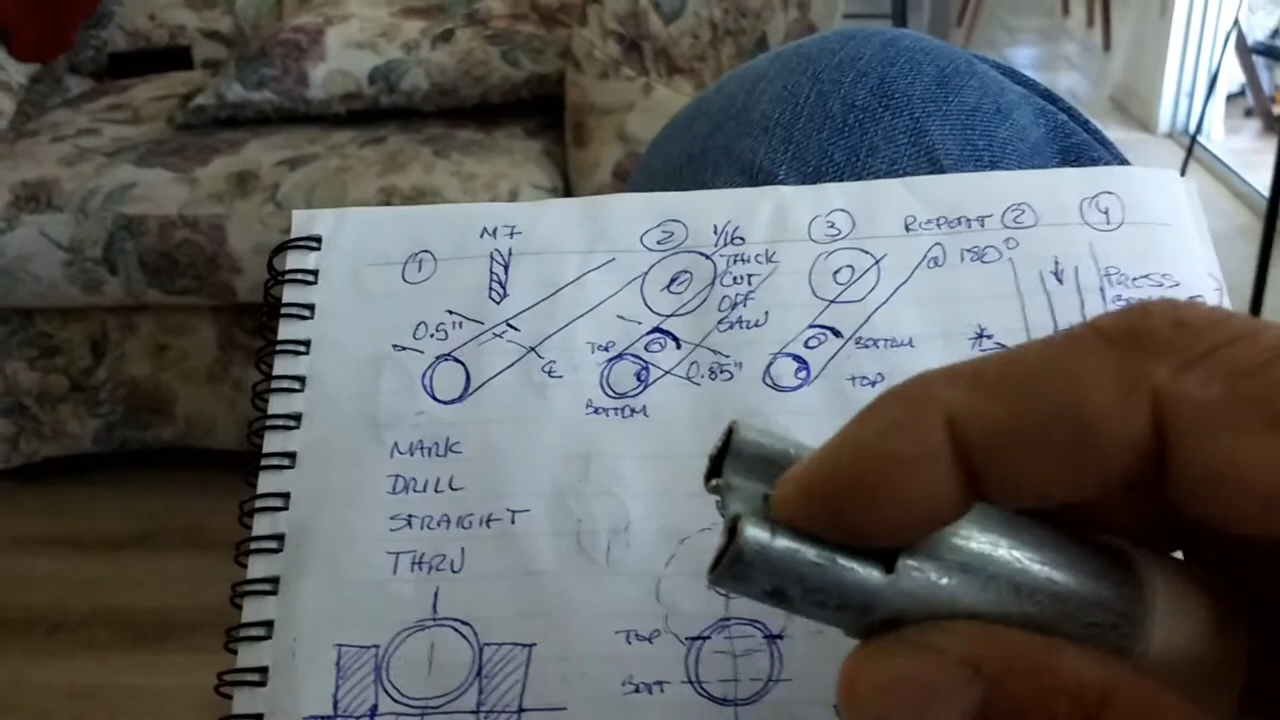 ① M7 ② 1/16 ③ REPEAT ② ④
THICK
CUT
OFF
SAW
@ 180°
PRESS
0.5"
℄
TOP
0.85"
BOTTOM
BOTTOM
TOP
*
MARK
DRILL
STRAIGHT
THRU
TOP
BOTT